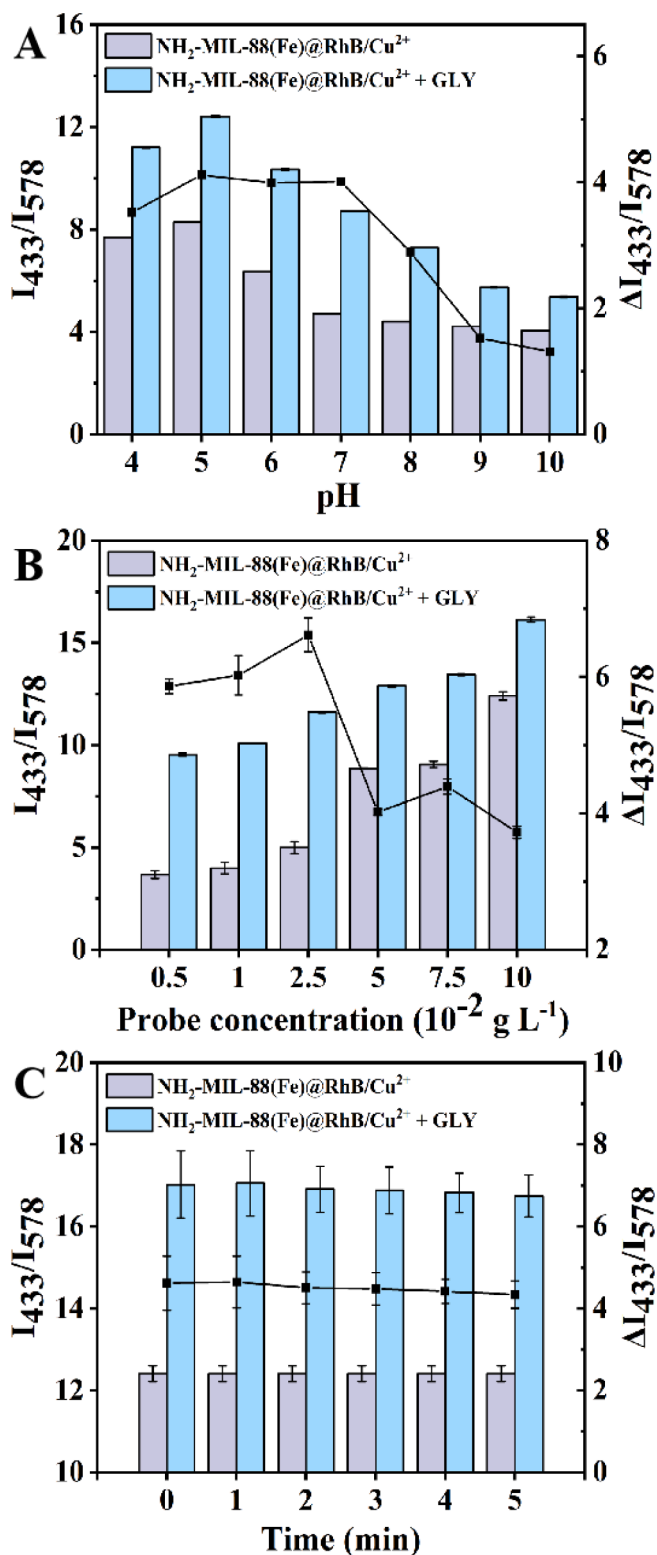 A
NH₂-MIL-88(Fe)@RhB/Cu²⁺
NH₂-MIL-88(Fe)@RhB/Cu²⁺ + GLY
16
12
8
4
0
6
4
2
0
I₄₃₃/I₅₇₈
ΔI₄₃₃/I₅₇₈
4 5 6 7 8 9 10
pH
B
NH₂-MIL-88(Fe)@RhB/Cu²⁺
NH₂-MIL-88(Fe)@RhB/Cu²⁺ + GLY
20
15
10
5
0
8
6
4
2
I₄₃₃/I₅₇₈
ΔI₄₃₃/I₅₇₈
0.5 1 2.5 5 7.5 10
Probe concentration (10⁻² g L⁻¹)
C
NH₂-MIL-88(Fe)@RhB/Cu²⁺
NH₂-MIL-88(Fe)@RhB/Cu²⁺ + GLY
20
18
16
14
12
10
10
8
6
4
2
0
I₄₃₃/I₅₇₈
ΔI₄₃₃/I₅₇₈
0 1 2 3 4 5
Time (min)